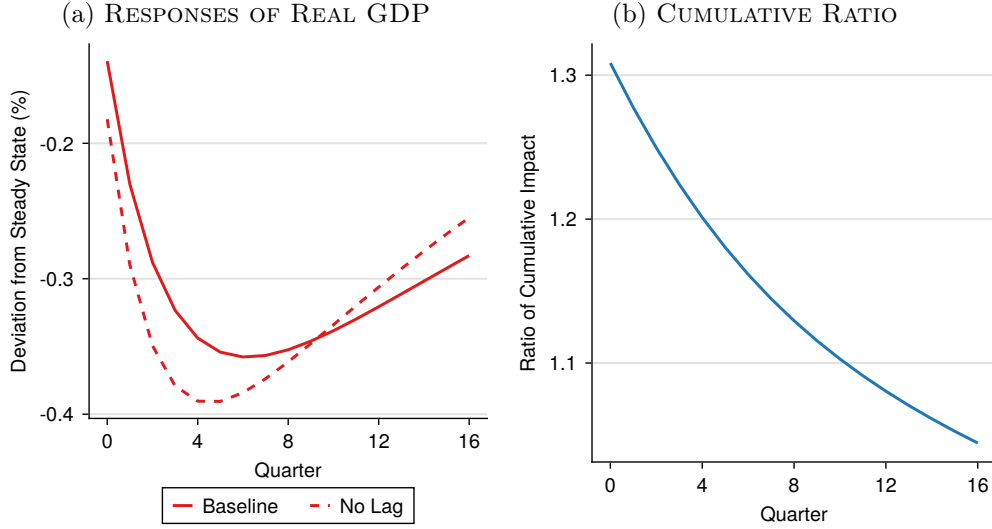 (a) Responses of Real GDP
Deviation from Steady State (%)
-0.2
-0.3
-0.4
0 4 8 12 16
Quarter
Baseline No Lag
(b) Cumulative Ratio
Ratio of Cumulative Impact
1.3
1.2
1.1
0 4 8 12 16
Quarter